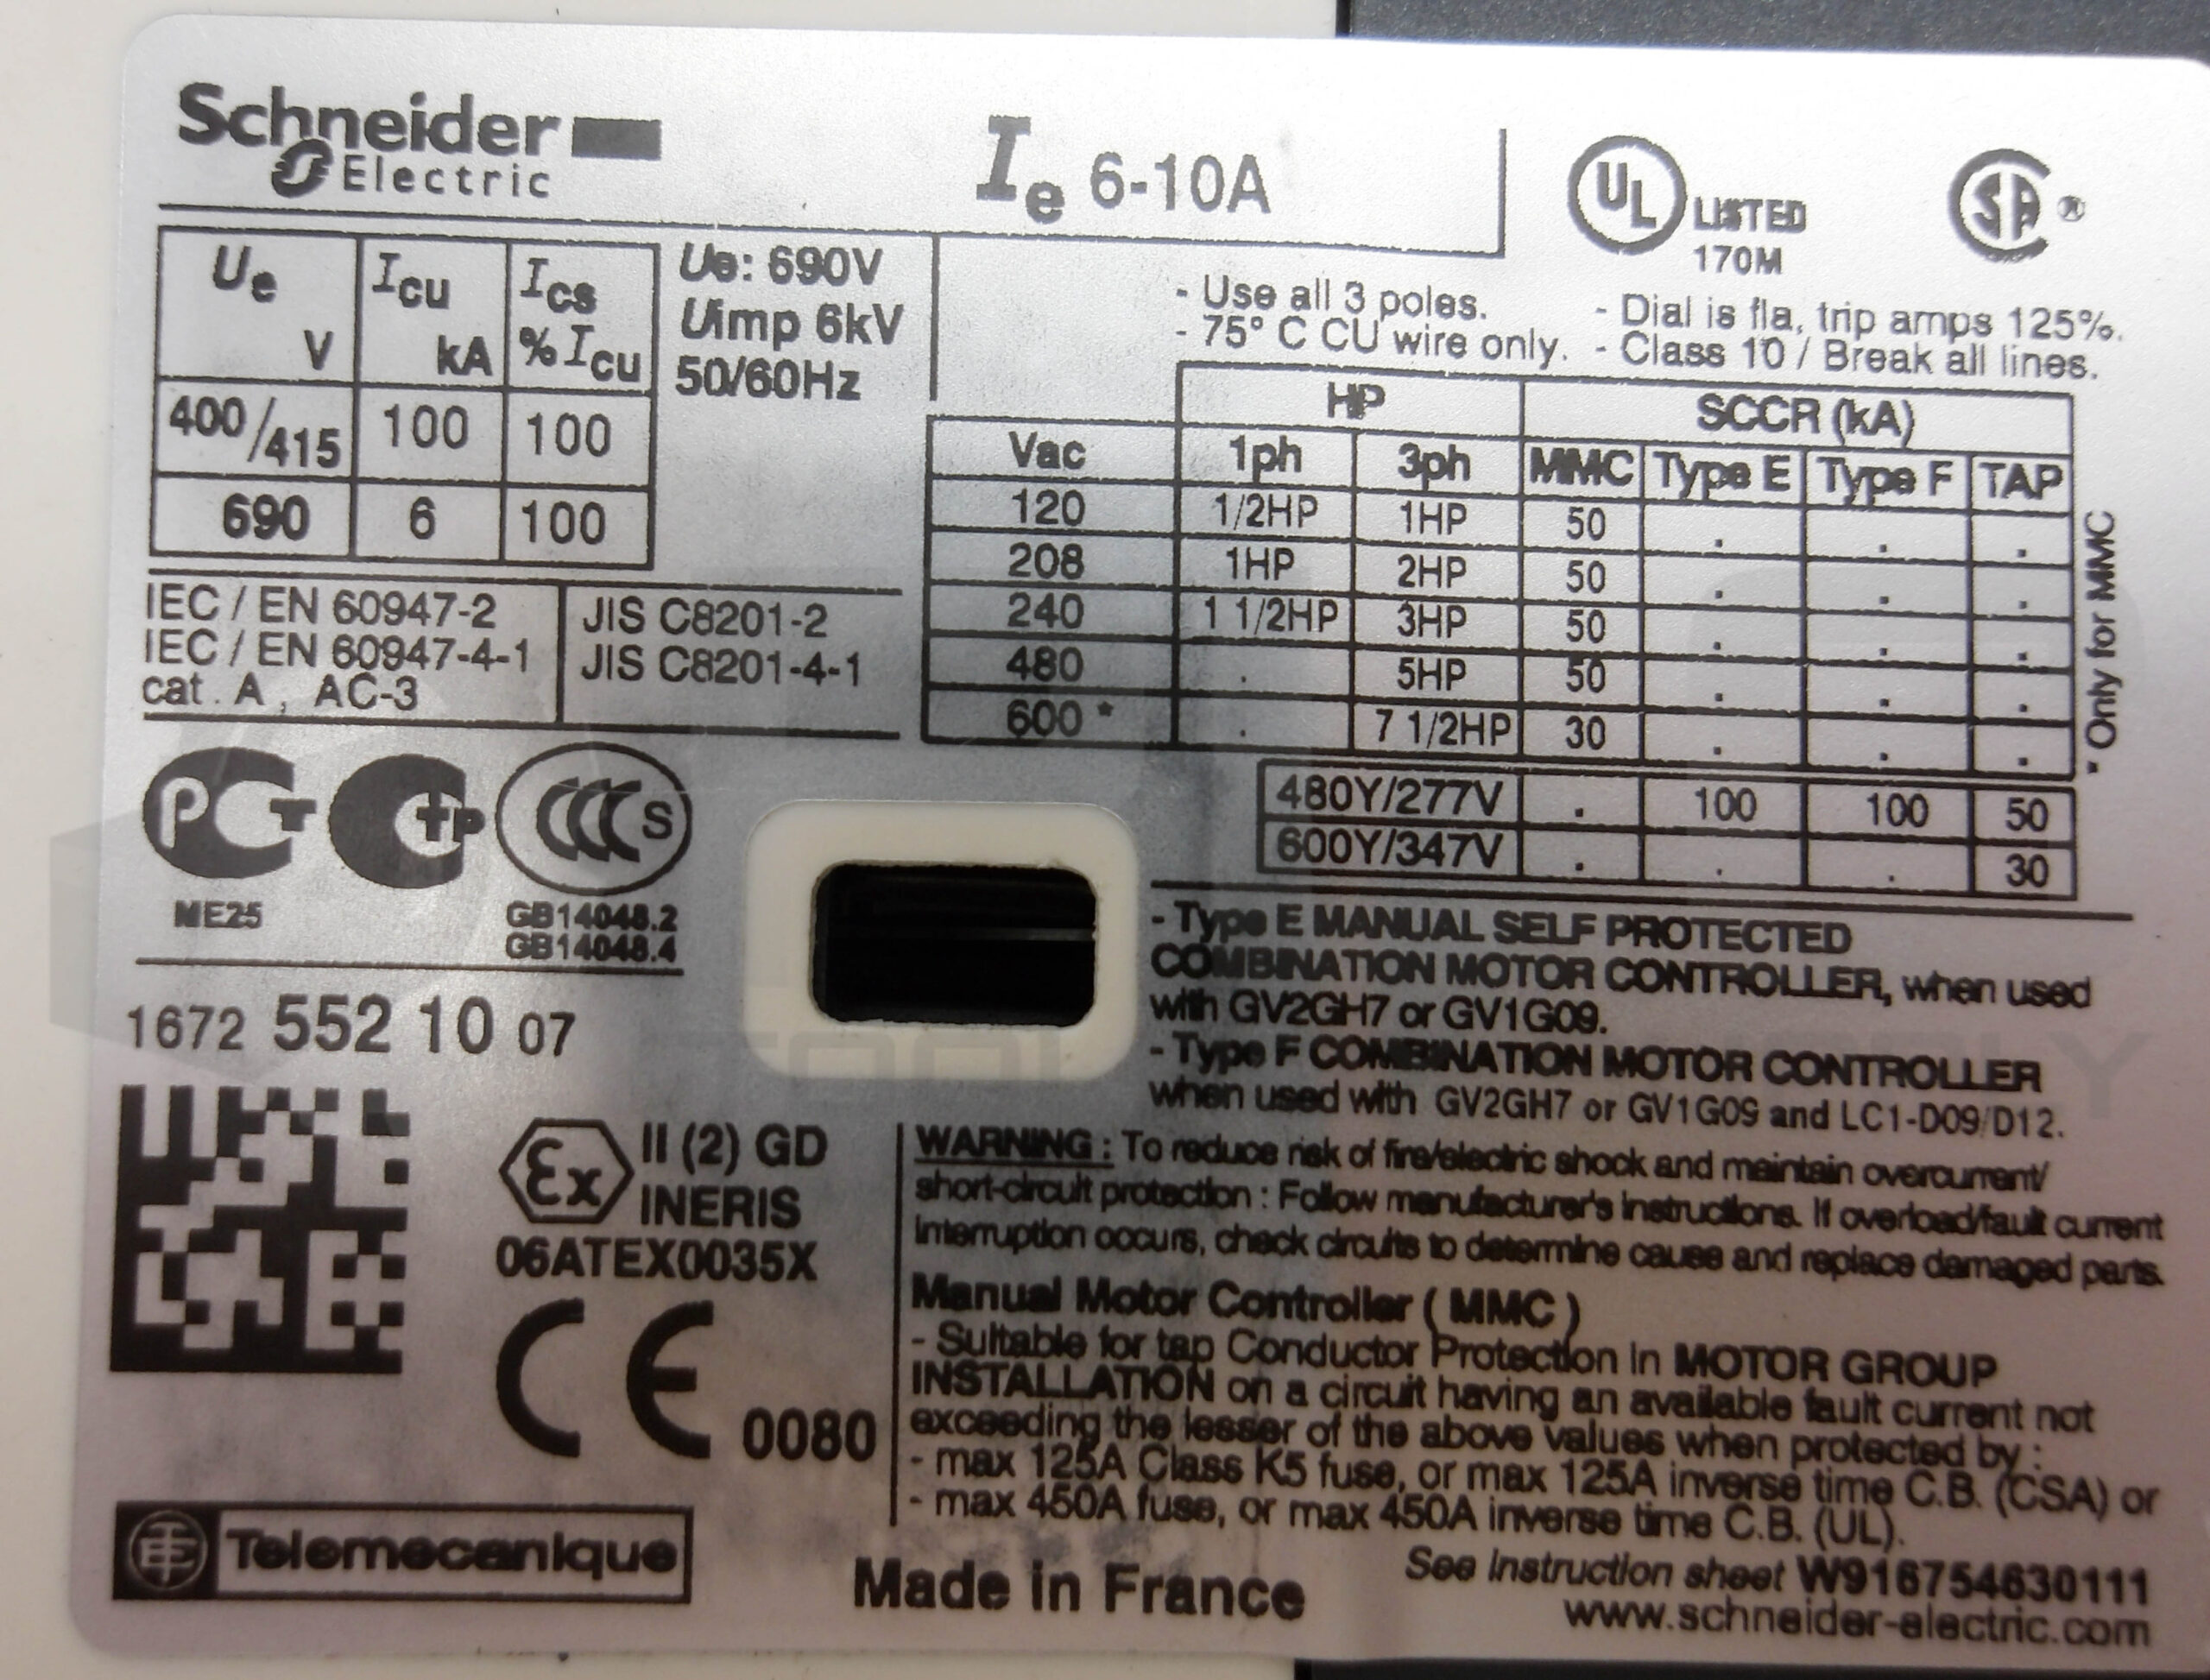 Schneider
Electric
Ie 6-10A
UL LISTED
170M
SA ®
Ue V
Icu kA
Ics % Icu
400/415 100 100
690 6 100
Ue: 690V
Uimp 6kV
50/60Hz
IEC / EN 60947-2
IEC / EN 60947-4-1
cat. A, AC-3
JIS C8201-2
JIS C8201-4-1
- Use all 3 poles.
- 75° C CU wire only.
- Dial is fla, trip amps 125%.
- Class 10 / Break all lines.
HP SCCR (kA)
Vac 1ph 3ph MMC Type E Type F TAP
120 1/2HP 1HP 50 . . .
208 1HP 2HP 50 . . .
240 1 1/2HP 3HP 50 . . .
480 . 5HP 50 . . .
600 * . 7 1/2HP 30 . . .
480Y/277V . 100 100 50
600Y/347V . . . 30
* Only for MMC
PCT CTP CCC S
ME25
GB14048.2
GB14048.4
1672 552 10 07
- Type E MANUAL SELF PROTECTED
COMBINATION MOTOR CONTROLLER, when used
with GV2GH7 or GV1G09.
- Type F COMBINATION MOTOR CONTROLLER
when used with GV2GH7 or GV1G09 and LC1-D09/D12.
Ex II (2) GD
INERIS
06ATEX0035X
CE 0080
WARNING : To reduce risk of fire/electric shock and maintain overcurrent/
short-circuit protection : Follow manufacturer's instructions. If overload/fault current
interruption occurs, check circuits to determine cause and replace damaged parts.
Manual Motor Controller ( MMC )
- Suitable for tap Conductor Protection in MOTOR GROUP
INSTALLATION on a circuit having an available fault current not
exceeding the lesser of the above values when protected by :
- max 125A Class K5 fuse, or max 125A inverse time C.B. (CSA) or
- max 450A fuse, or max 450A inverse time C.B. (UL).
Telemecanique
Made in France
See instruction sheet W916754630111
www.schneider-electric.com